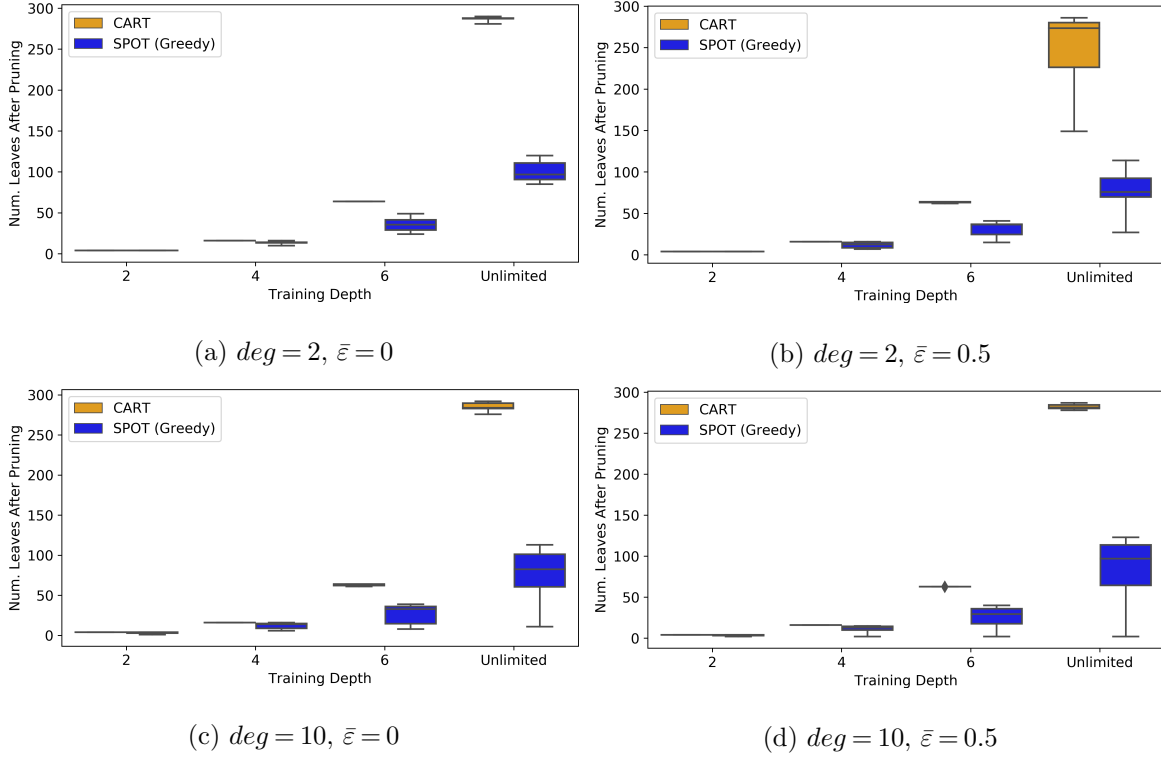 CART
SPOT (Greedy)
300
250
200
150
100
50
0
Num. Leaves After Pruning
2 4 6 Unlimited
Training Depth
(a) deg = 2, ε̄ = 0
CART
SPOT (Greedy)
300
250
200
150
100
50
0
Num. Leaves After Pruning
2 4 6 Unlimited
Training Depth
(b) deg = 2, ε̄ = 0.5
CART
SPOT (Greedy)
300
250
200
150
100
50
0
Num. Leaves After Pruning
2 4 6 Unlimited
Training Depth
(c) deg = 10, ε̄ = 0
CART
SPOT (Greedy)
300
250
200
150
100
50
0
Num. Leaves After Pruning
2 4 6 Unlimited
Training Depth
(d) deg = 10, ε̄ = 0.5